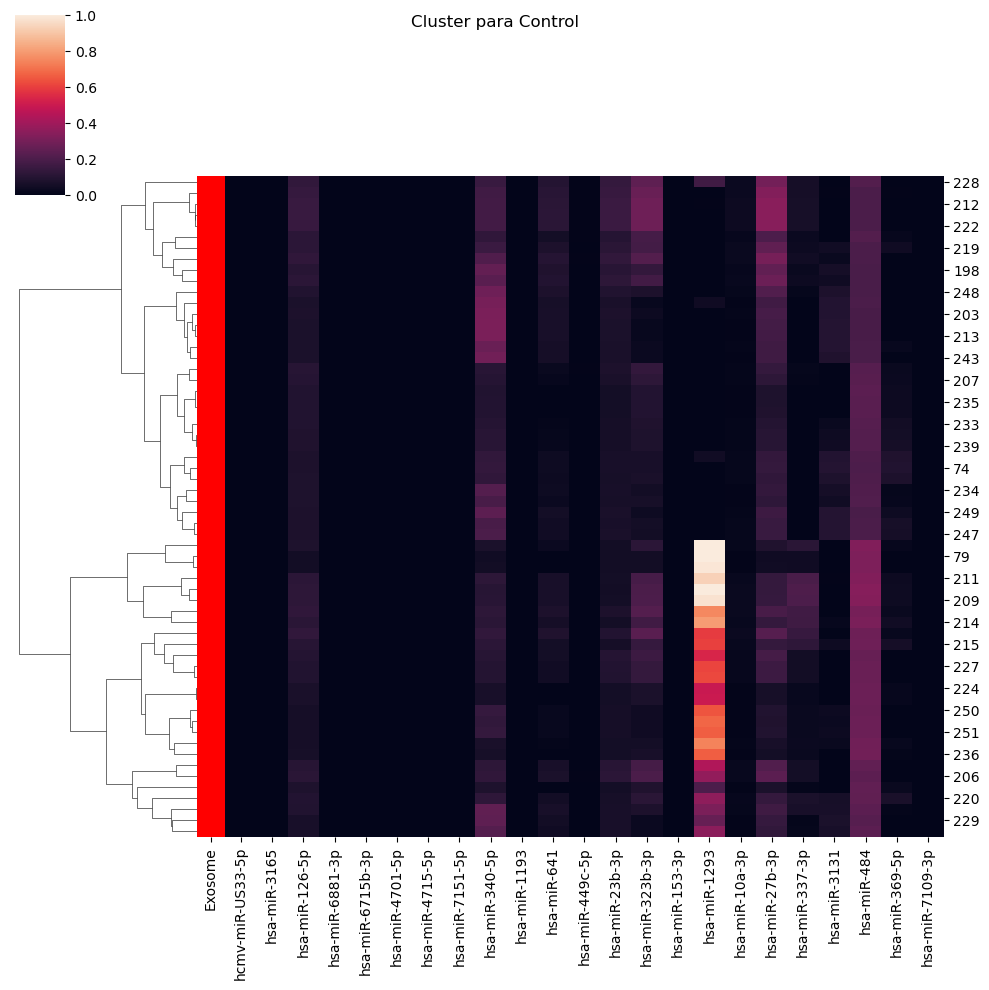 Cluster para Control
1.0
0.8
0.6
0.4
0.2
0.0
228
212
222
219
198
248
203
213
243
207
235
233
239
74
234
249
247
79
211
209
214
215
227
224
250
251
236
206
220
229
Exosome
hcmv-miR-US33-5p
hsa-miR-3165
hsa-miR-126-5p
hsa-miR-6881-3p
hsa-miR-6715b-3p
hsa-miR-4701-5p
hsa-miR-4715-5p
hsa-miR-7151-5p
hsa-miR-340-5p
hsa-miR-1193
hsa-miR-641
hsa-miR-449c-5p
hsa-miR-23b-3p
hsa-miR-323b-3p
hsa-miR-153-3p
hsa-miR-1293
hsa-miR-10a-3p
hsa-miR-27b-3p
hsa-miR-337-3p
hsa-miR-3131
hsa-miR-484
hsa-miR-369-5p
hsa-miR-7109-3p